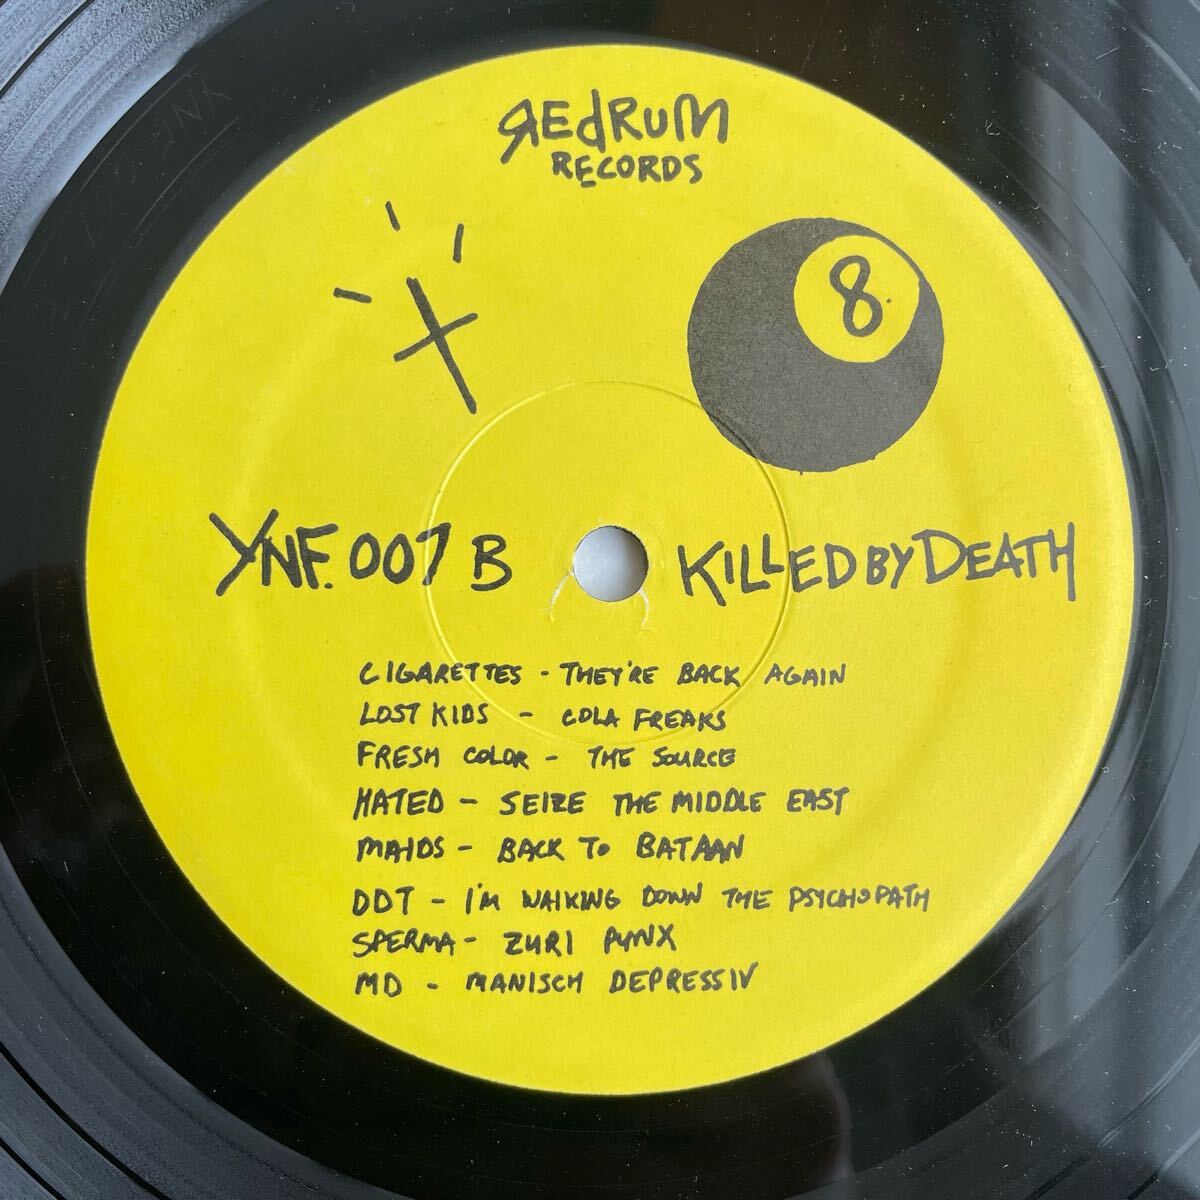 REdRUM
RECORDS
8.
YNF.007 B
KILLED BY DEATH
CIGARETTES - THEY'RE BACK AGAIN
LOST KIDS - COLA FREAKS
FRESH COLOR - THE SOURCE
HATED - SEIZE THE MIDDLE EAST
MAIDS - BACK TO BATAAN
DDT - I'M WALKING DOWN THE PSYCHOPATH
SPERMA - ZURI PUNX
MD - MANISCH DEPRESSIV